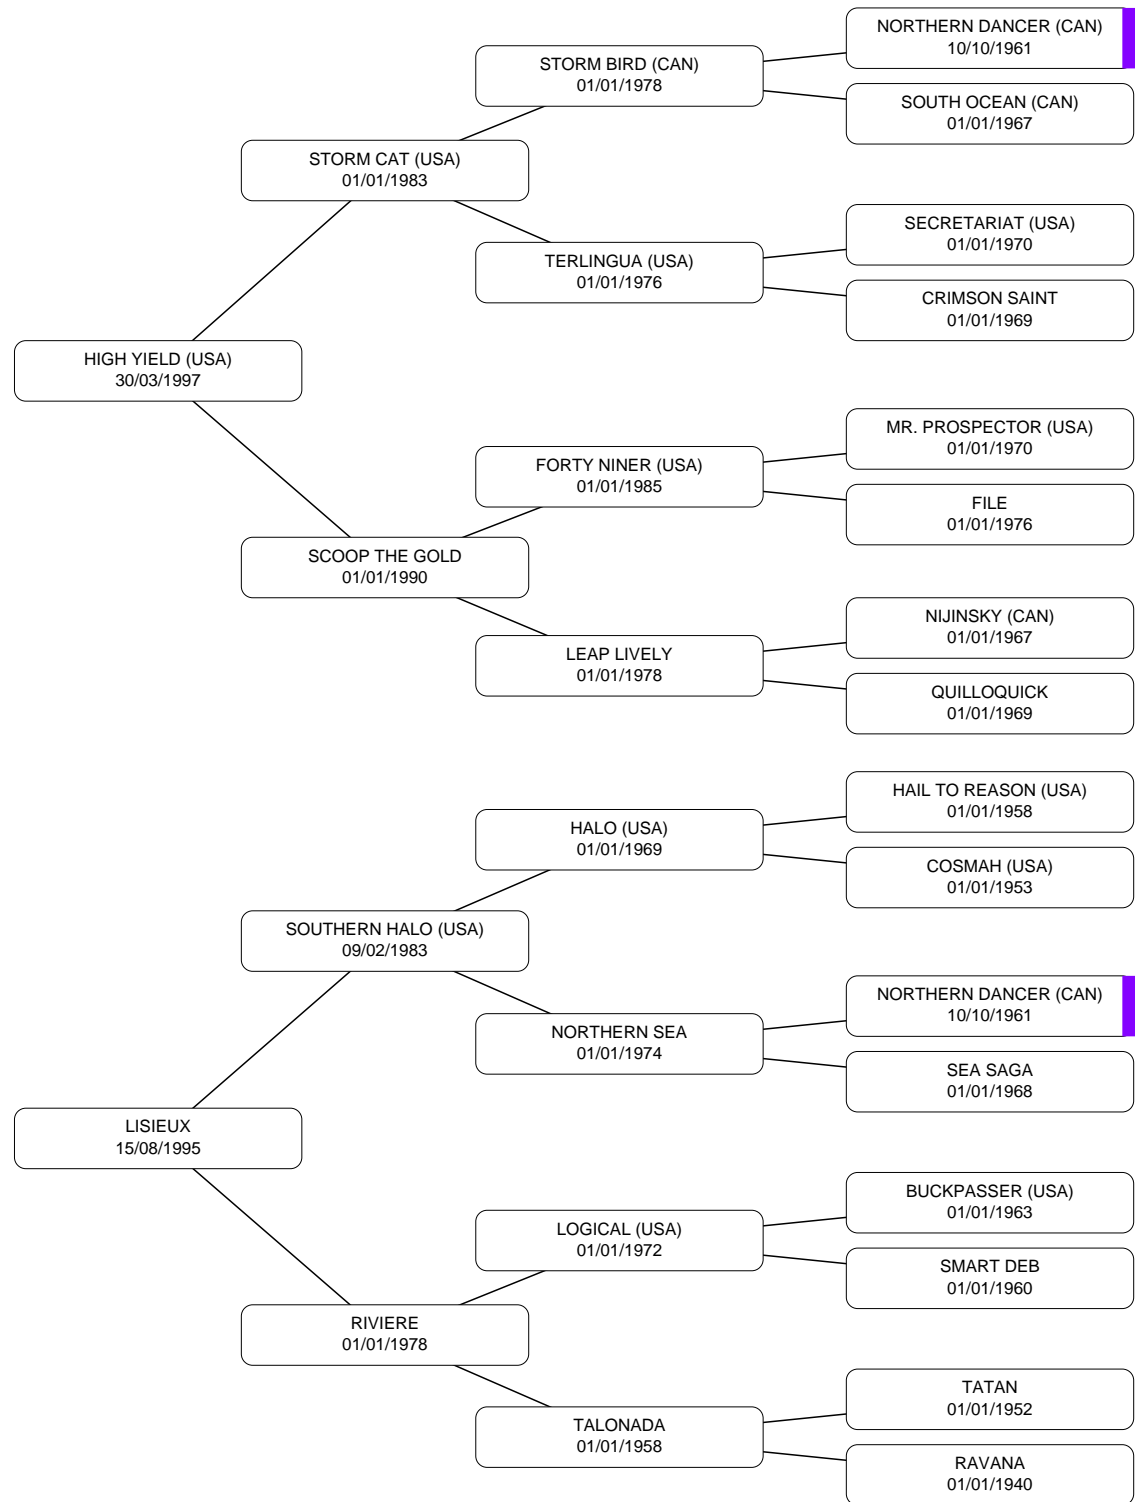 NORTHERN DANCER (CAN)
10/10/1961
STORM BIRD (CAN)
01/01/1978
SOUTH OCEAN (CAN)
01/01/1967
STORM CAT (USA)
01/01/1983
SECRETARIAT (USA)
01/01/1970
TERLINGUA (USA)
01/01/1976
CRIMSON SAINT
01/01/1969
HIGH YIELD (USA)
30/03/1997
MR. PROSPECTOR (USA)
01/01/1970
FORTY NINER (USA)
01/01/1985
FILE
01/01/1976
SCOOP THE GOLD
01/01/1990
NIJINSKY (CAN)
01/01/1967
LEAP LIVELY
01/01/1978
QUILLOQUICK
01/01/1969
HAIL TO REASON (USA)
01/01/1958
HALO (USA)
01/01/1969
COSMAH (USA)
01/01/1953
SOUTHERN HALO (USA)
09/02/1983
NORTHERN DANCER (CAN)
10/10/1961
NORTHERN SEA
01/01/1974
SEA SAGA
01/01/1968
LISIEUX
15/08/1995
BUCKPASSER (USA)
01/01/1963
LOGICAL (USA)
01/01/1972
SMART DEB
01/01/1960
RIVIERE
01/01/1978
TATAN
01/01/1952
TALONADA
01/01/1958
RAVANA
01/01/1940